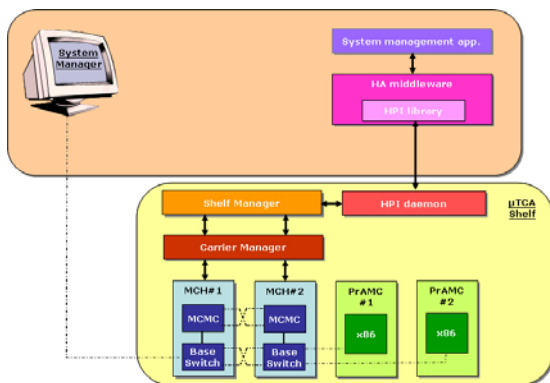 System
Manager
System management app.
HA middleware
HPI library
Shelf Manager
HPI daemon
µTCA
Shelf
Carrier Manager
MCH#1
MCH#2
PrAMC
#1
PrAMC
#2
MCMC
MCMC
x86
x86
Base
Switch
Base
Switch